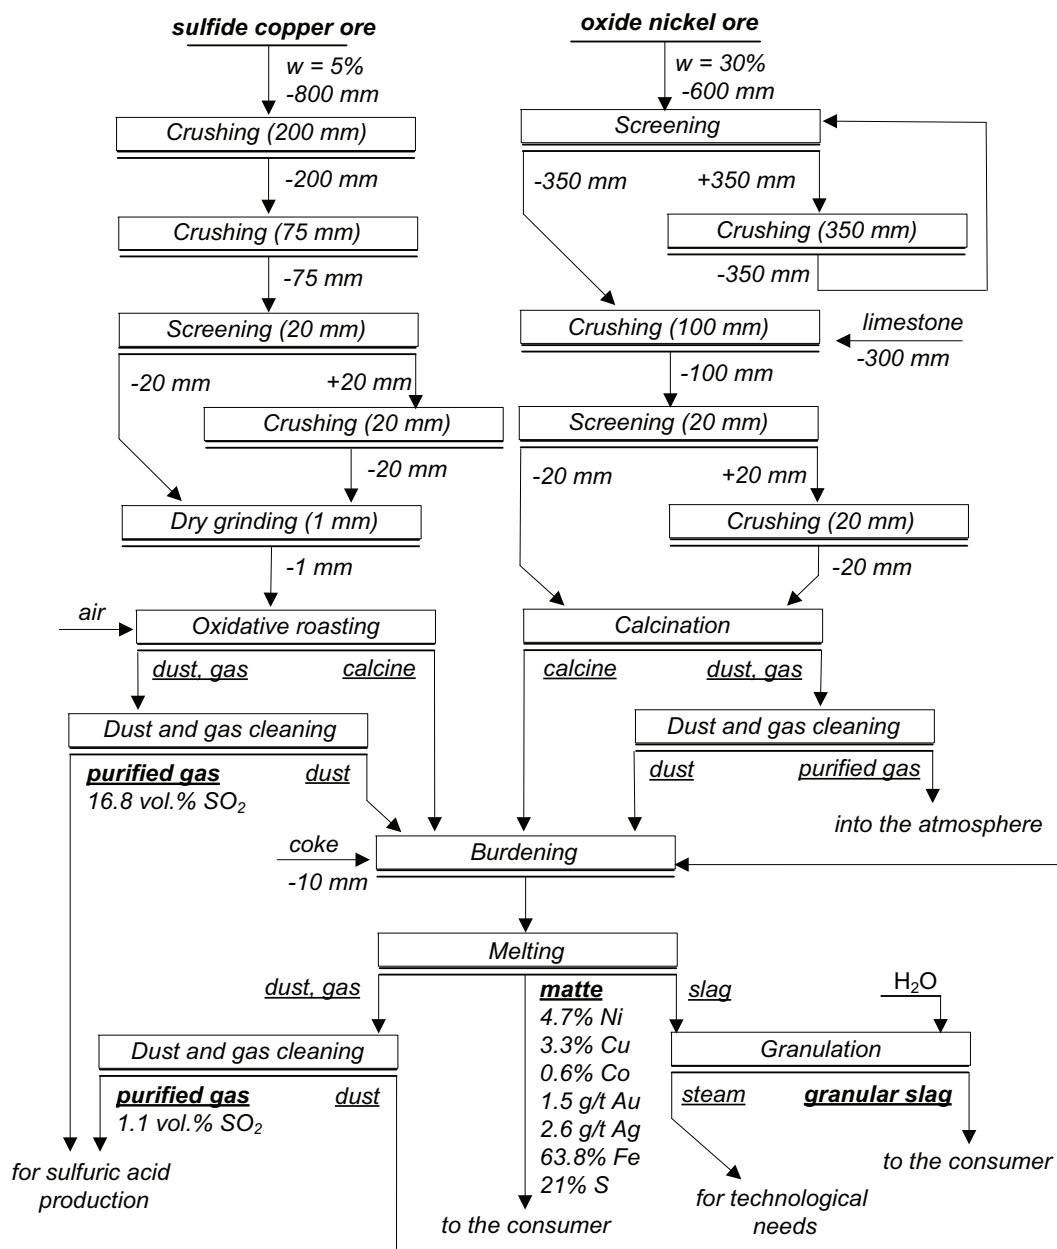 sulfide copper ore
w = 5%
-800 mm
Crushing (200 mm)
-200 mm
Crushing (75 mm)
-75 mm
Screening (20 mm)
-20 mm
+20 mm
Crushing (20 mm)
-20 mm
Dry grinding (1 mm)
-1 mm
air
Oxidative roasting
dust, gas
calcine
Dust and gas cleaning
purified gas
16.8 vol.% SO₂
dust
oxide nickel ore
w = 30%
-600 mm
Screening
-350 mm
+350 mm
Crushing (350 mm)
-350 mm
Crushing (100 mm)
limestone
-300 mm
-100 mm
Screening (20 mm)
-20 mm
+20 mm
Crushing (20 mm)
-20 mm
Calcination
calcine
dust, gas
Dust and gas cleaning
dust
purified gas
into the atmosphere
coke
-10 mm
Burdening
Melting
dust, gas
matte
4.7% Ni
3.3% Cu
0.6% Co
1.5 g/t Au
2.6 g/t Ag
63.8% Fe
21% S
to the consumer
slag
H₂O
Granulation
steam
granular slag
for technological
needs
to the consumer
Dust and gas cleaning
purified gas
1.1 vol.% SO₂
dust
for sulfuric acid
production